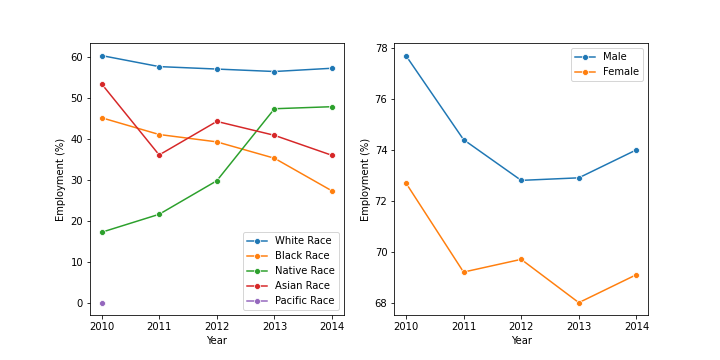 Employment (%)
60
50
40
30
20
10
0
2010 2011 2012 2013 2014
Year
White Race
Black Race
Native Race
Asian Race
Pacific Race
Employment (%)
78
76
74
72
70
68
2010 2011 2012 2013 2014
Year
Male
Female